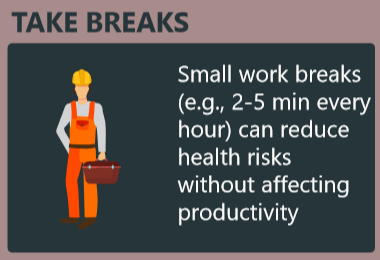 TAKE BREAKS
Small work breaks
(e.g., 2-5 min every
hour) can reduce
health risks
without affecting
productivity